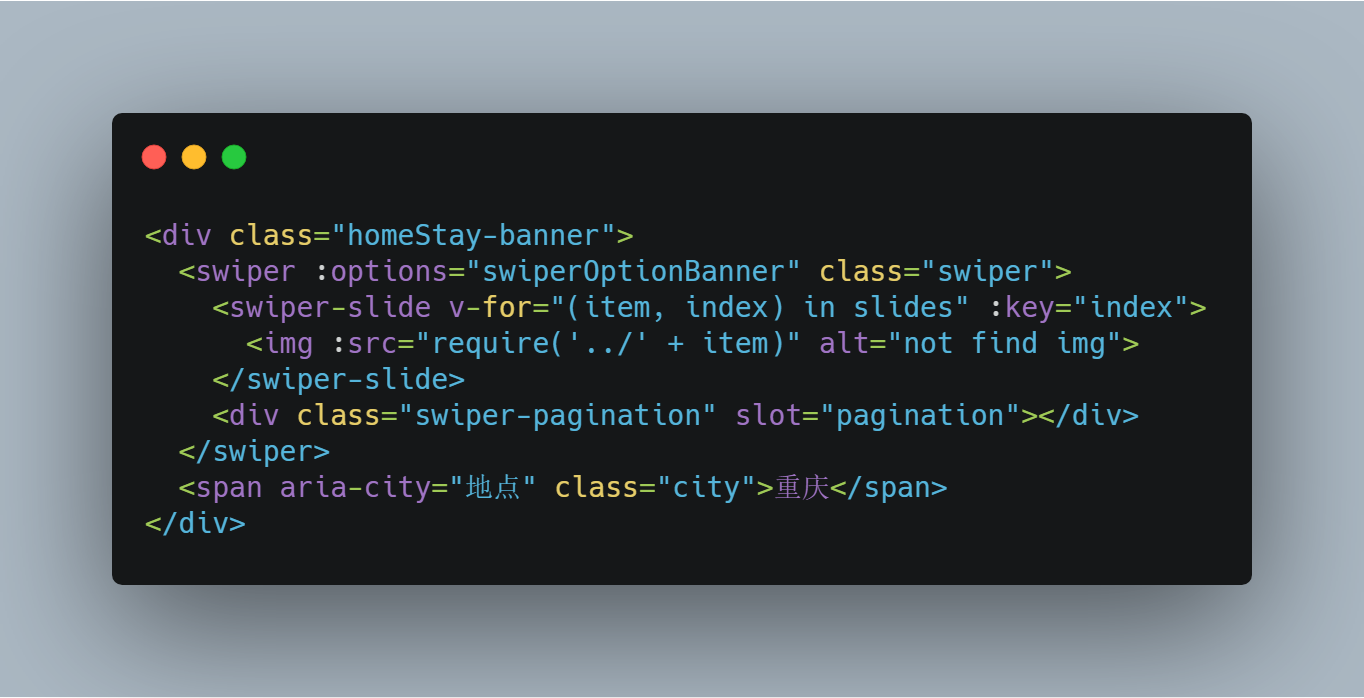 <div class="homeStay-banner">
  <swiper :options="swiperOptionBanner" class="swiper">
    <swiper-slide v-for="(item, index) in slides" :key="index">
      <img :src="require('../' + item)" alt="not find img">
    </swiper-slide>
    <div class="swiper-pagination" slot="pagination"></div>
  </swiper>
  <span aria-city="地点" class="city">重庆</span>
</div>